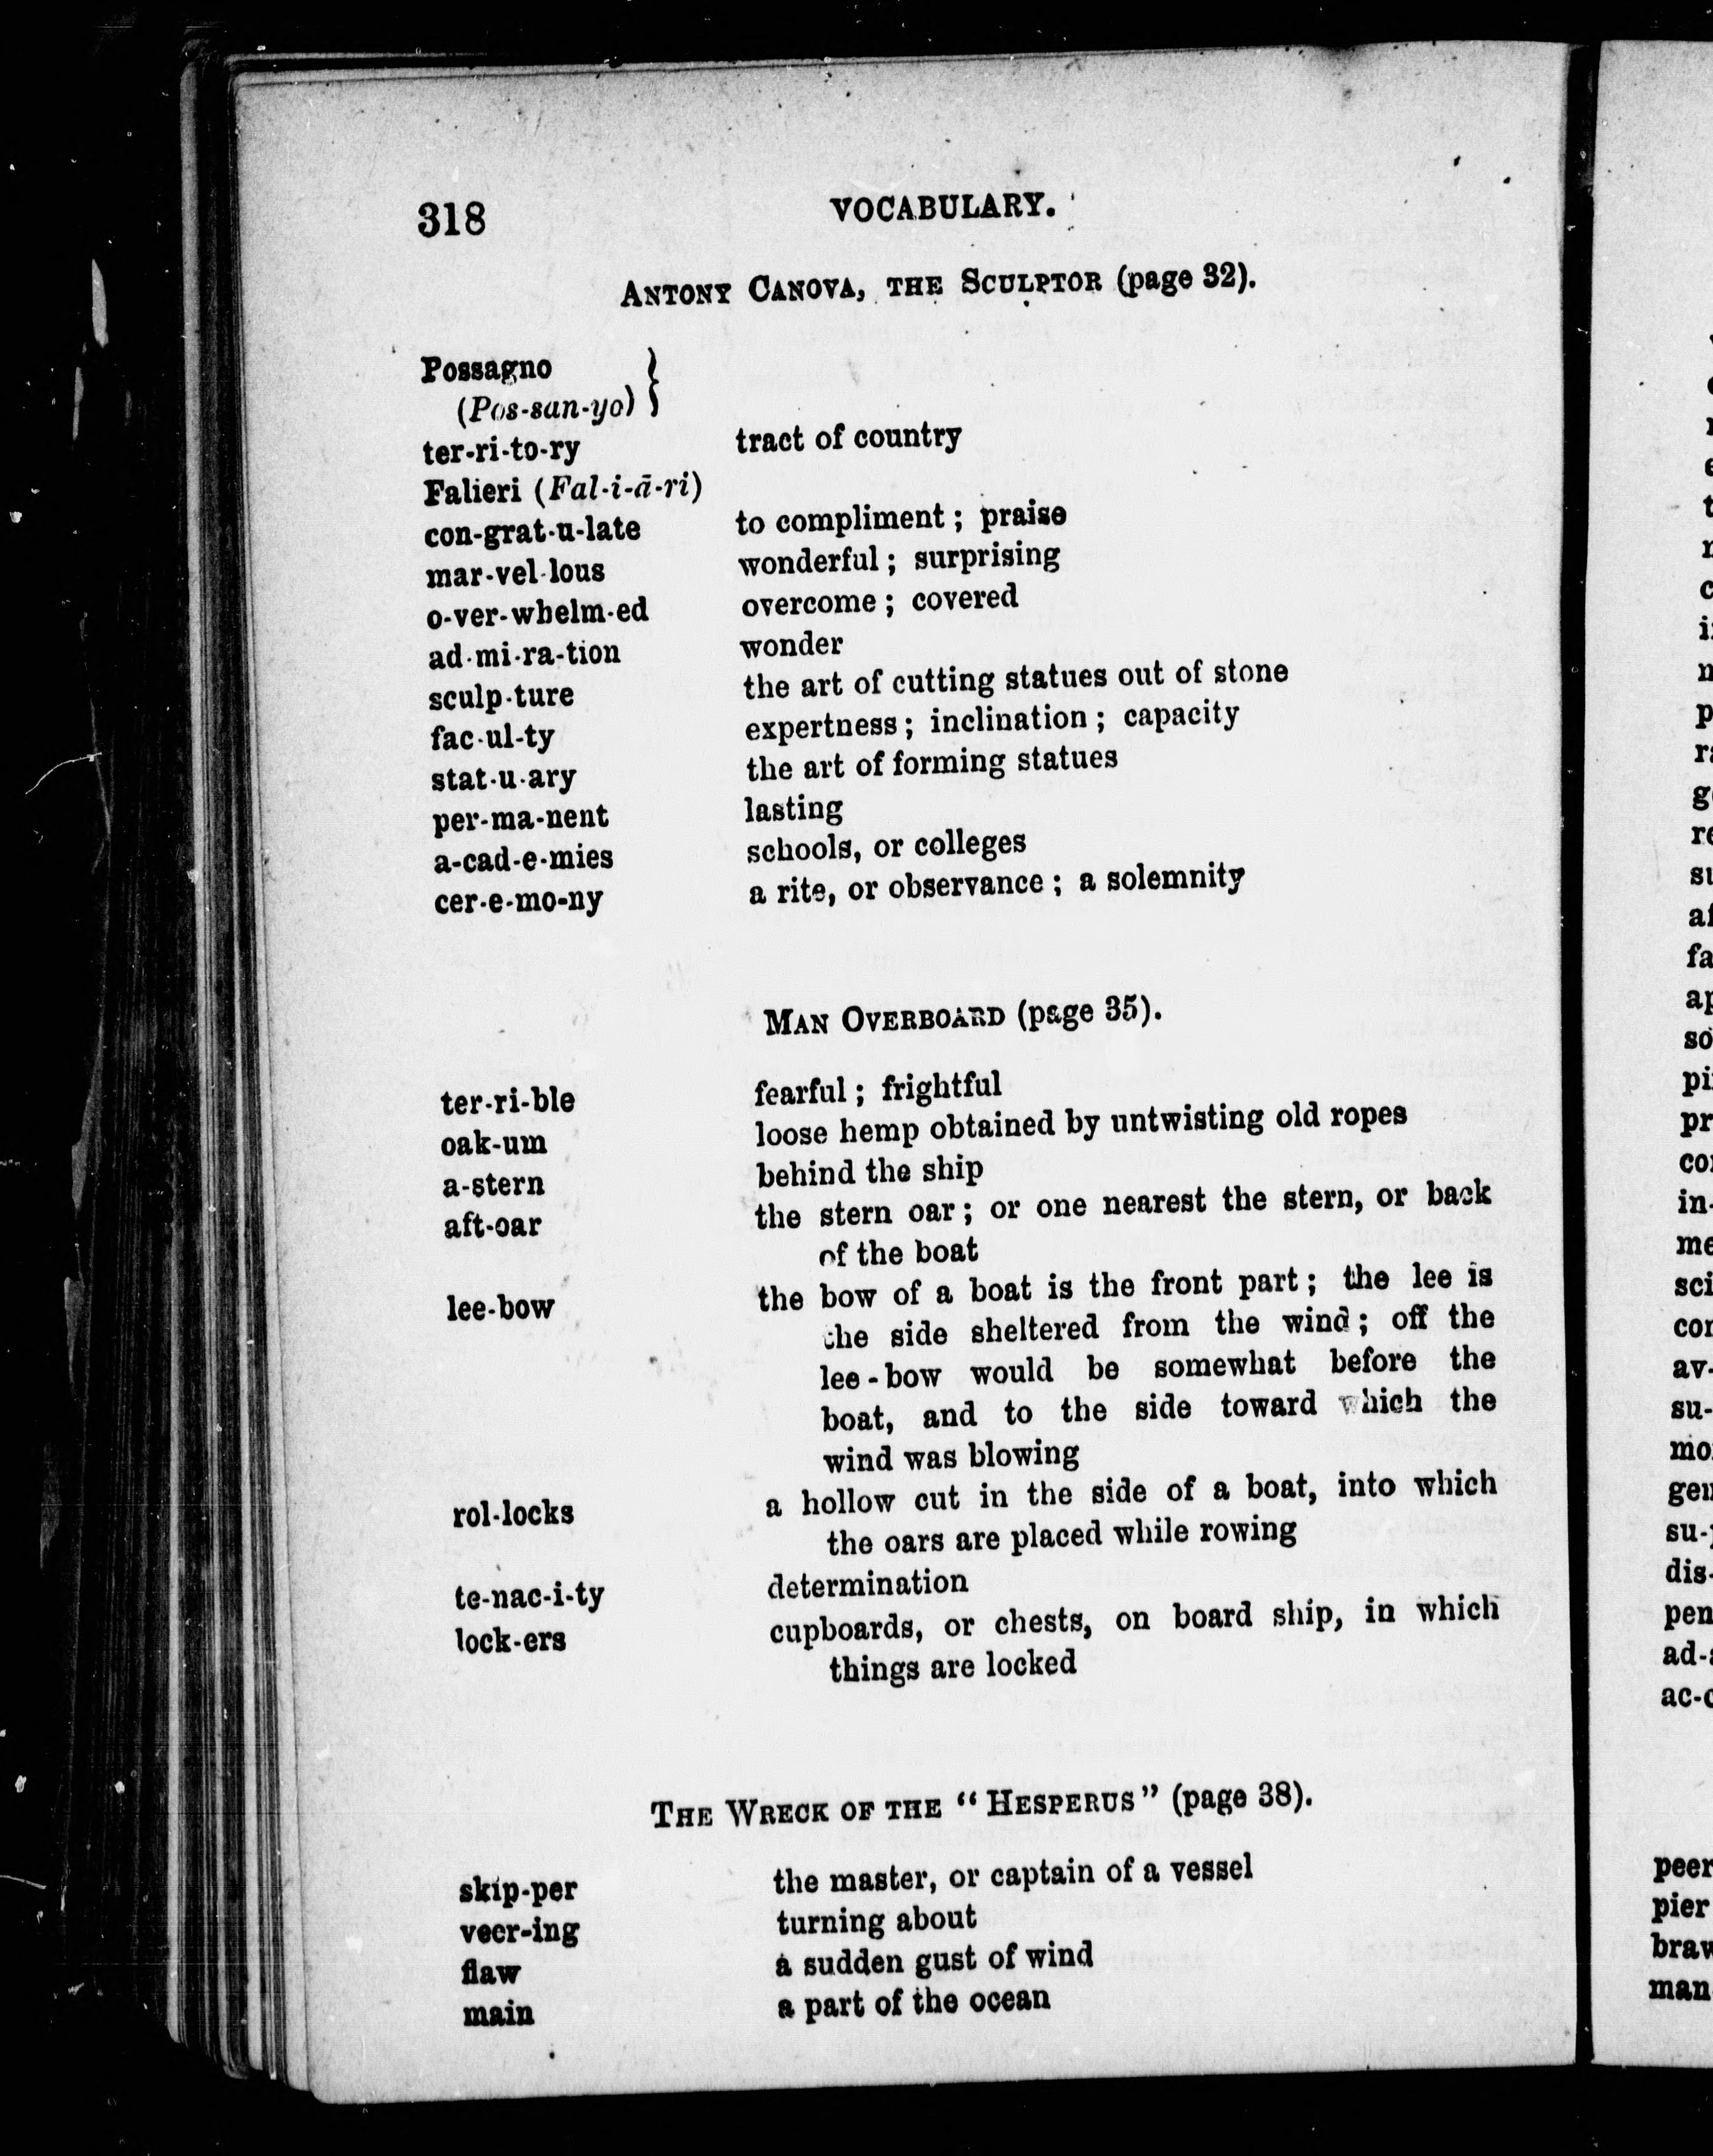 318 VOCABULARY.
ANTONY CANOVA, THE SCULPTOR (page 32).
Possagno
(Pos-san-yo) }
ter-ri-to-ry tract of country
Falieri (Fal-i-ā-ri)
con-grat-u-late to compliment; praise
mar-vel-lous wonderful; surprising
o-ver-whelm-ed overcome; covered
ad-mi-ra-tion wonder
sculp-ture the art of cutting statues out of stone
fac-ul-ty expertness; inclination; capacity
stat-u-ary the art of forming statues
per-ma-nent lasting
a-cad-e-mies schools, or colleges
cer-e-mo-ny a rite, or observance; a solemnity
MAN OVERBOARD (page 35).
ter-ri-ble fearful; frightful
oak-um loose hemp obtained by untwisting old ropes
a-stern behind the ship
aft-oar the stern oar; or one nearest the stern, or back
of the boat
lee-bow the bow of a boat is the front part; the lee is
the side sheltered from the wind; off the
lee-bow would be somewhat before the
boat, and to the side toward which the
wind was blowing
rol-locks a hollow cut in the side of a boat, into which
the oars are placed while rowing
te-nac-i-ty determination
lock-ers cupboards, or chests, on board ship, in which
things are locked
THE WRECK OF THE "HESPERUS" (page 38).
skip-per the master, or captain of a vessel
veer-ing turning about
flaw a sudden gust of wind
main a part of the ocean
peer
pier